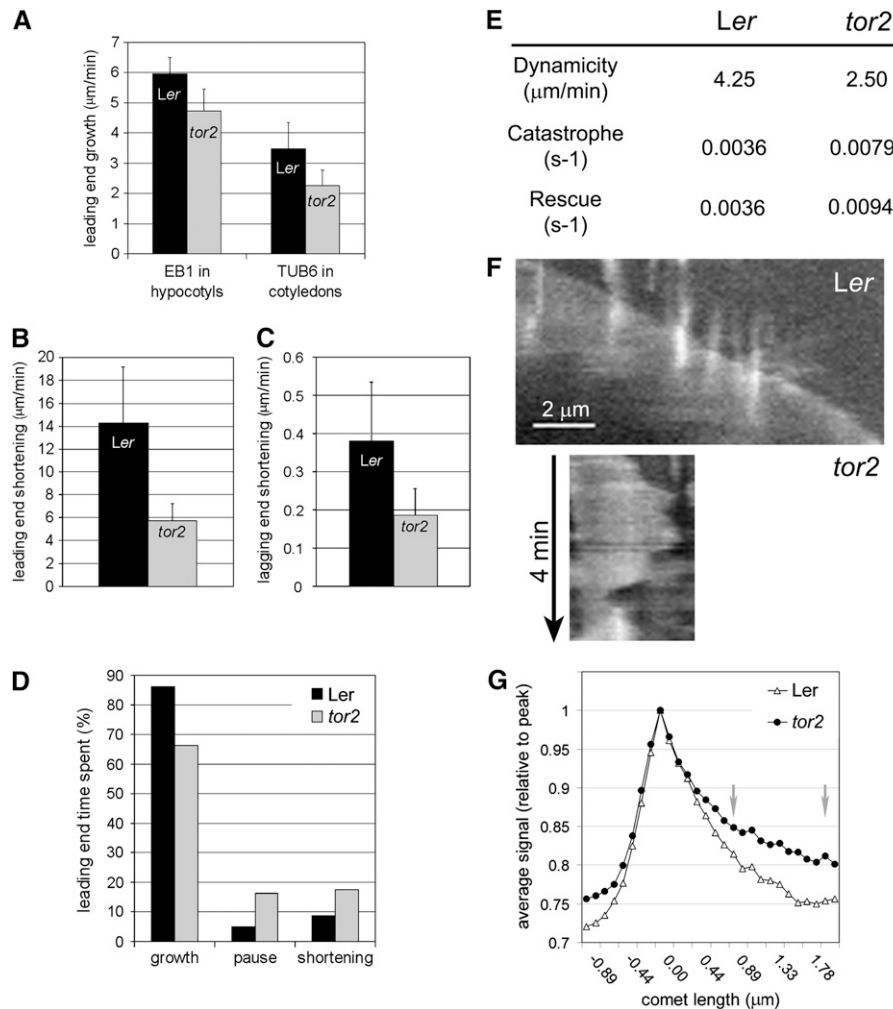 A
leading end growth (μm/min)
7
6
5
4
3
2
1
0
Ler
tor2
Ler
tor2
EB1 in
hypocotyls
TUB6 in
cotyledons
B
leading end shortening (μm/min)
20
18
16
14
12
10
8
6
4
2
0
Ler
tor2
C
lagging end shortening (μm/min)
0.6
0.5
0.4
0.3
0.2
0.1
0
Ler
tor2
D
leading end time spent (%)
90
80
70
60
50
40
30
20
10
0
Ler
tor2
growth pause shortening
E
Ler tor2
Dynamicity
(μm/min)
4.25 2.50
Catastrophe
(s-1)
0.0036 0.0079
Rescue
(s-1)
0.0036 0.0094
F
Ler
2 μm
tor2
4 min
G
average signal (relative to peak)
1
0.95
0.9
0.85
0.8
0.75
0.7
Ler
tor2
-0.89 -0.44 0.00 0.44 0.89 1.33 1.78
comet length (μm)